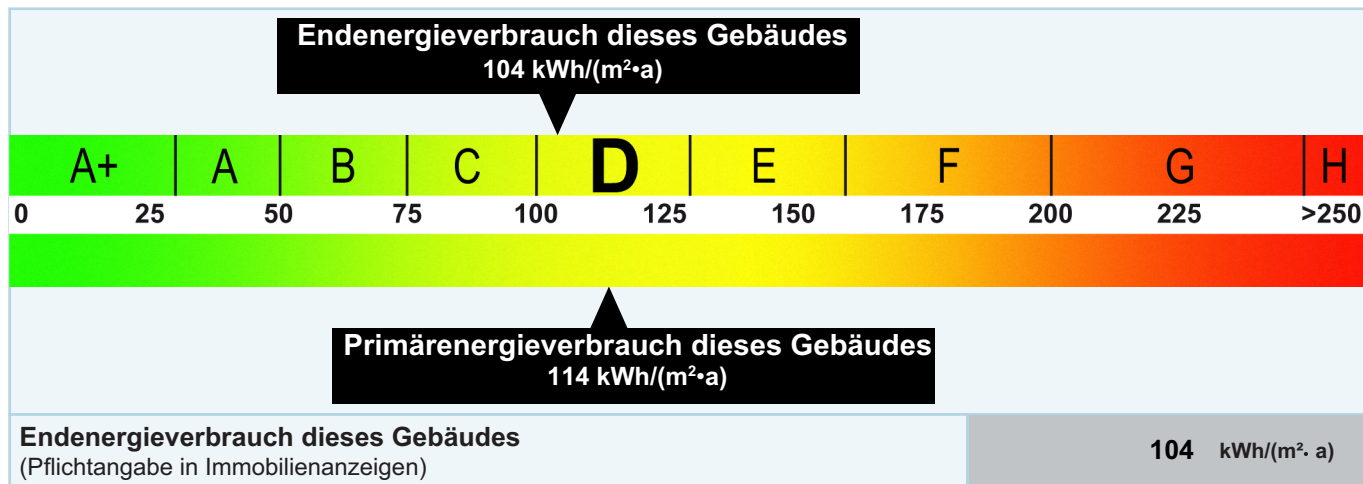 Endenergieverbrauch dieses Gebäudes
104 kWh/(m²•a)
A+ A B C D E F G H
0 25 50 75 100 125 150 175 200 225 >250
Primärenergieverbrauch dieses Gebäudes
114 kWh/(m²•a)
Endenergieverbrauch dieses Gebäudes
(Pflichtangabe in Immobilienanzeigen)
104 kWh/(m²· a)